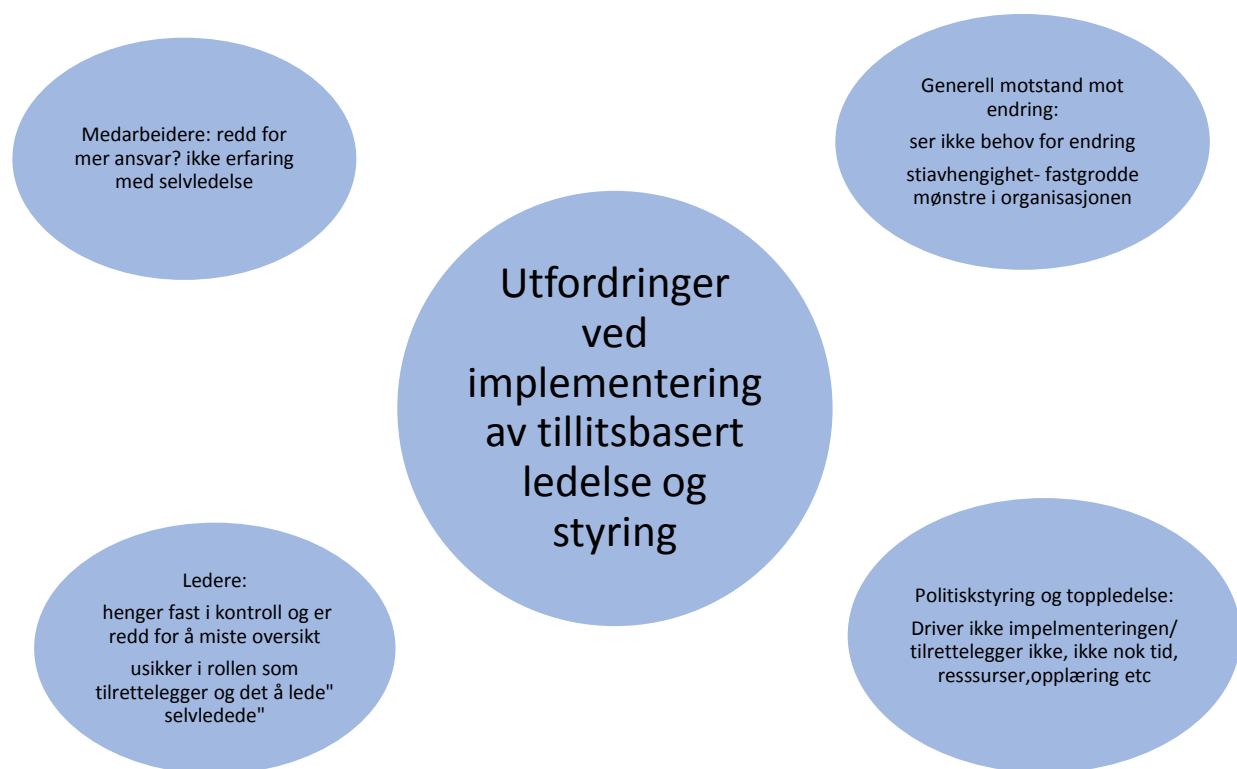 Medarbeidere: redd for
mer ansvar? ikke erfaring
med selvledelse
Generell motstand mot
endring:
ser ikke behov for endring
stiavhengighet- fastgrodde
mønstre i organisasjonen
Utfordringer
ved
implementering
av tillitsbasert
ledelse og
styring
Ledere:
henger fast i kontroll og er
redd for å miste oversikt
usikker i rollen som
tilrettelegger og det å lede"
selvledede"
Politiskstyring og toppledelse:
Driver ikke impelmenteringen/
tilrettelegger ikke, ikke nok tid,
resssurser,opplæring etc